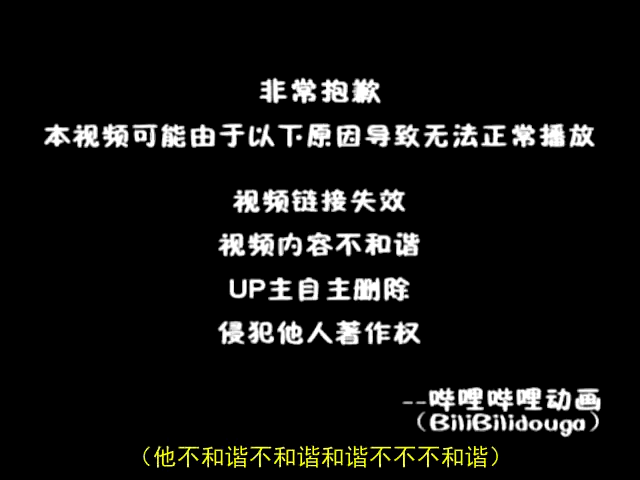 非常抱歉
本视频可能由于以下原因导致无法正常播放
视频链接失效
视频内容不和谐
UP主自主删除
侵犯他人著作权
--哔哩哔哩动画
（BiliBilidouga）
（他不和谐不和谐和谐不不不和谐）